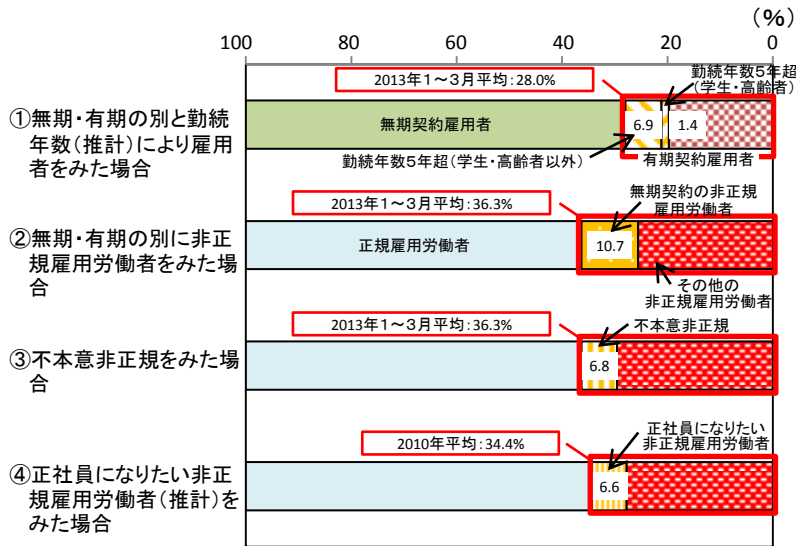 (%)
100
80
60
40
20
0
2013年1～3月平均：28.0%
勤続年数5年超
(学生・高齢者)
①無期・有期の別と勤続
年数(推計)により雇用
者をみた場合
無期契約雇用者
6.9
1.4
勤続年数5年超(学生・高齢者以外)
有期契約雇用者
2013年1～3月平均：36.3%
無期契約の非正規
雇用労働者
②無期・有期の別に非正
規雇用労働者をみた場
合
正規雇用労働者
10.7
その他の
非正規雇用労働者
2013年1～3月平均：36.3%
不本意非正規
③不本意非正規をみた場
合
6.8
2010年平均：34.4%
正社員になりたい
非正規雇用労働者
④正社員になりたい非正
規雇用労働者(推計)を
みた場合
6.6